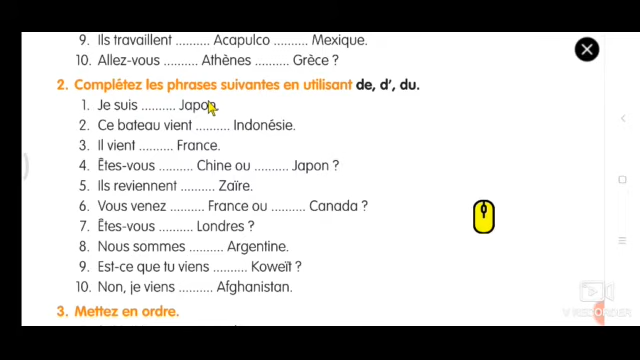 9. Ils travaillent .......... Acapulco .......... Mexique.
10. Allez-vous .......... Athènes .......... Grèce ?
2. Complétez les phrases suivantes en utilisant de, d', du.
1. Je suis .......... Japon.
2. Ce bateau vient .......... Indonésie.
3. Il vient .......... France.
4. Êtes-vous .......... Chine ou .......... Japon ?
5. Ils reviennent .......... Zaïre.
6. Vous venez .......... France ou .......... Canada ?
7. Êtes-vous .......... Londres ?
8. Nous sommes .......... Argentine.
9. Est-ce que tu viens .......... Koweït ?
10. Non, je viens .......... Afghanistan.
3. Mettez en ordre.
V RECORDER